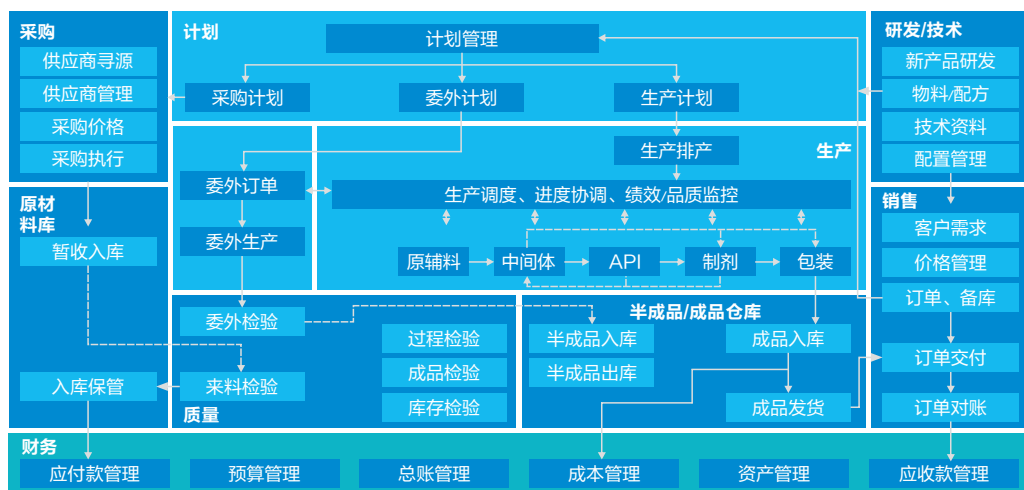 采购
供应商寻源
供应商管理
采购价格
采购执行
计划
计划管理
采购计划
委外计划
生产计划
研发/技术
新产品研发
物料/配方
技术资料
配置管理
生产
生产排产
生产调度、进度协调、绩效/品质监控
原辅料
中间体
API
制剂
包装
委外订单
委外生产
原材
料库
暂收入库
入库保管
委外检验
来料检验
质量
过程检验
成品检验
库存检验
半成品/成品仓库
半成品入库
半成品出库
成品入库
成品发货
销售
客户需求
价格管理
订单、备库
订单交付
订单对账
财务
应付款管理
预算管理
总账管理
成本管理
资产管理
应收款管理